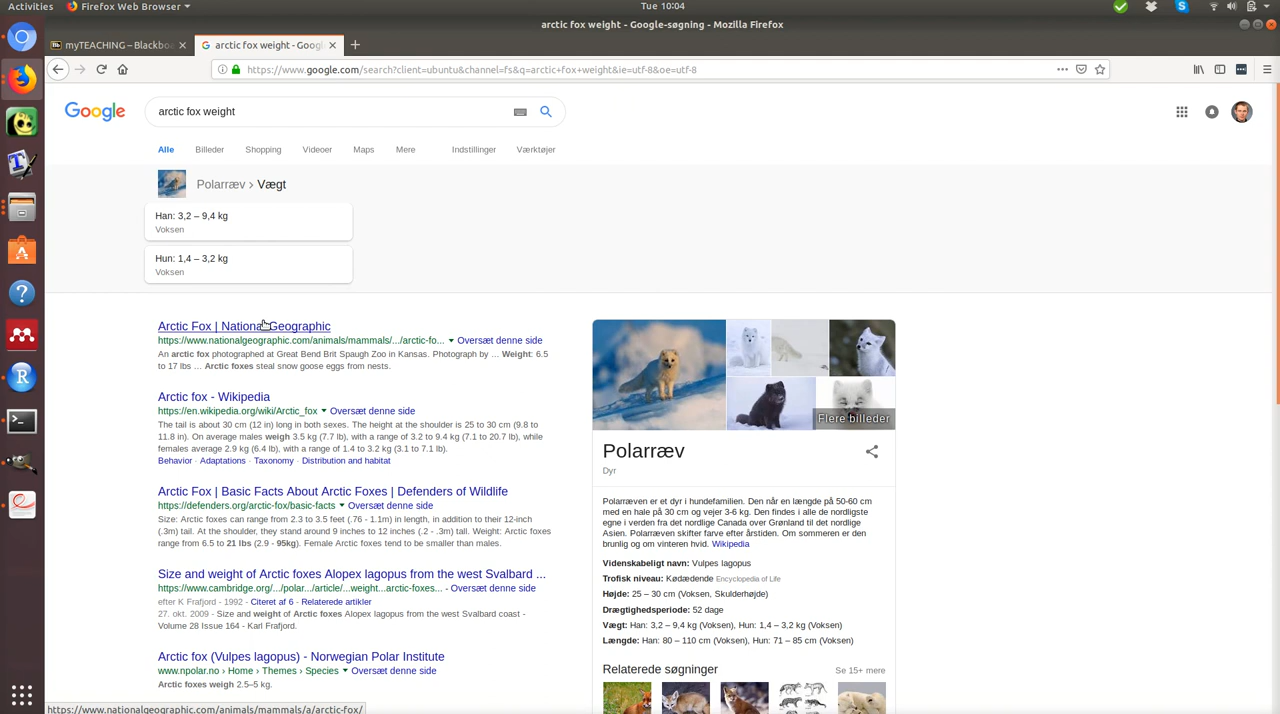 Activities
Firefox Web Browser
Tue 10:04
arctic fox weight - Google-søgning - Mozilla Firefox
myTEACHING – Blackboa
arctic fox weight - Googl
https://www.google.com/search?client=ubuntu&channel=fs&q=arctic+fox+weight&ie=utf-8&oe=utf-8
Google
arctic fox weight
Alle
Billeder
Shopping
Videoer
Maps
Mere
Indstillinger
Værktøjer
Polarræv › Vægt
Han: 3,2 – 9,4 kg
Voksen
Hun: 1,4 – 3,2 kg
Voksen
Arctic Fox | National Geographic
https://www.nationalgeographic.com/animals/mammals/.../arctic-fo... Oversæt denne side
An arctic fox photographed at Great Bend Brit Spaugh Zoo in Kansas. Photograph by ... Weight: 6.5
to 17 lbs ... Arctic foxes steal snow goose eggs from nests.
Arctic fox - Wikipedia
https://en.wikipedia.org/wiki/Arctic_fox Oversæt denne side
The tail is about 30 cm (12 in) long in both sexes. The height at the shoulder is 25 to 30 cm (9.8 to
11.8 in). On average males weigh 3.5 kg (7.7 lb), with a range of 3.2 to 9.4 kg (7.1 to 20.7 lb), while
females average 2.9 kg (6.4 lb), with a range of 1.4 to 3.2 kg (3.1 to 7.1 lb).
Behavior · Adaptations · Taxonomy · Distribution and habitat
Arctic Fox | Basic Facts About Arctic Foxes | Defenders of Wildlife
https://defenders.org/arctic-fox/basic-facts Oversæt denne side
Size: Arctic foxes can range from 2.3 to 3.5 feet (.76 - 1.1m) in length, in addition to their 12-inch
(.3m) tail. At the shoulder, they stand around 9 inches to 12 inches (.2 - .3m) tall. Weight: Arctic foxes
range from 6.5 to 21 lbs (2.9 - 95kg). Female Arctic foxes tend to be smaller than males.
Size and weight of Arctic foxes Alopex lagopus from the west Svalbard ...
https://www.cambridge.org/.../polar.../article/...weight...arctic-foxes... - Oversæt denne side
efter K Frafjord - 1992 - Citeret af 6 - Relaterede artikler
27. okt. 2009 - Size and weight of Arctic foxes Alopex lagopus from the west Svalbard coast -
Volume 28 Issue 164 - Karl Frafjord.
Arctic fox (Vulpes lagopus) - Norwegian Polar Institute
www.npolar.no › Home › Themes › Species Oversæt denne side
Arctic foxes weigh 2.5–5 kg.
https://www.nationalgeographic.com/animals/mammals/a/arctic-fox/
Flere billeder
Polarræv
Dyr
Polarræven er et dyr i hundefamilien. Den når en længde på 50-60 cm
med en hale på 30 cm og vejer 3-6 kg. Den findes i alle de nordligste
egne i verden fra det nordlige Canada over Grønland til det nordlige
Asien. Polarræven skifter farve efter årstiden. Om sommeren er den
brunlig og om vinteren hvid. Wikipedia
Videnskabeligt navn: Vulpes lagopus
Trofisk niveau: Kødædende Encyclopedia of Life
Højde: 25 – 30 cm (Voksen, Skulderhøjde)
Drægtighedsperiode: 52 dage
Vægt: Han: 3,2 – 9,4 kg (Voksen), Hun: 1,4 – 3,2 kg (Voksen)
Længde: Han: 80 – 110 cm (Voksen), Hun: 71 – 85 cm (Voksen)
Relaterede søgninger
Se 15+ mere